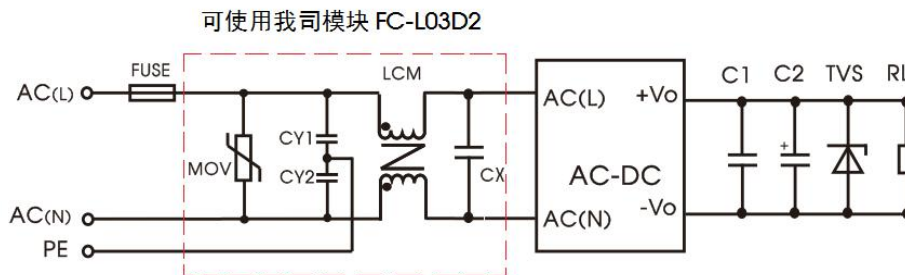 可使用我司模块 FC-L03D2
FUSE
LCM
C1
C2
TVS
RL
AC(L)
AC(L)
+Vo
CY1
MOV
CY2
CX
AC-DC
+
AC(N)
AC(N)
-Vo
PE